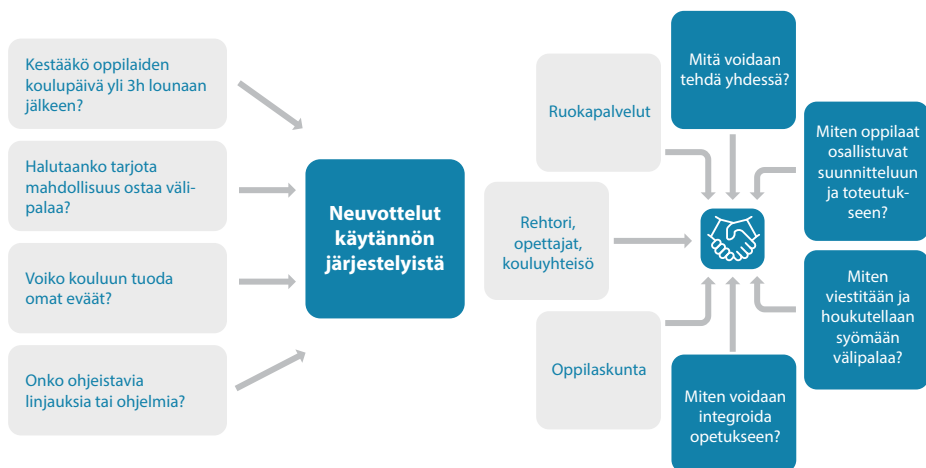 Kestääkö oppilaiden
koulupäivä yli 3h lounaan
jälkeen?
Halutaanko tarjota
mahdollisuus ostaa väli-
palaa?
Voiko kouluun tuoda
omat eväät?
Onko ohjeistavia
linjauksia tai ohjelmia?
Neuvottelut
käytännön
järjestelyistä
Ruokapalvelut
Rehtori,
opettajat,
kouluyhteisö
Oppilaskunta
Mitä voidaan
tehdä yhdessä?
Miten oppilaat
osallistuvat
suunnitteluun
ja toteutuk-
seen?
Miten
viestitään ja
houkutellaan
syömään
välipalaa?
Miten voidaan
integroida
opetukseen?